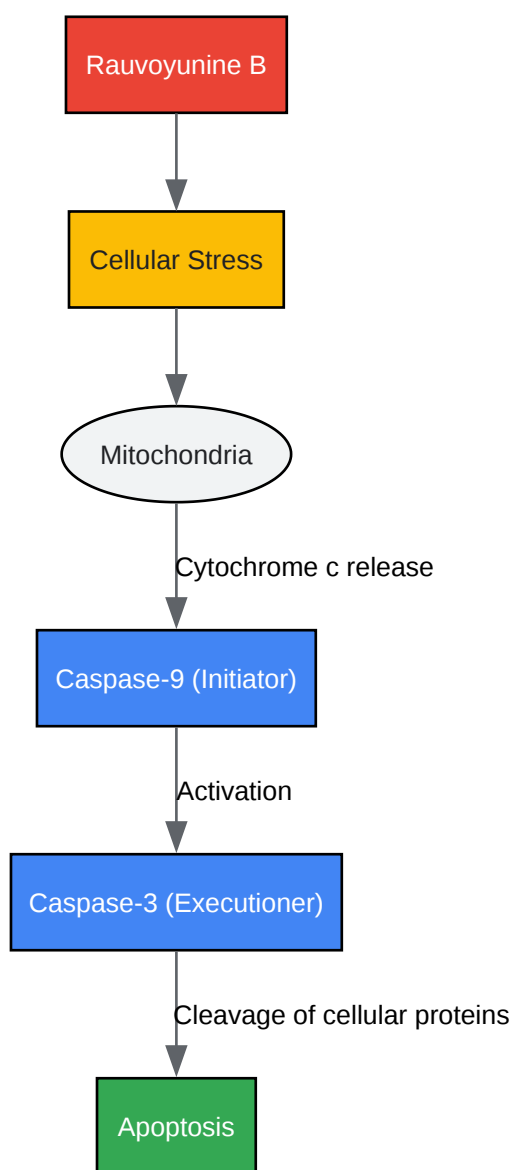 Rauvoyunine B
Cellular Stress
Mitochondria
Cytochrome c release
Caspase-9 (Initiator)
Activation
Caspase-3 (Executioner)
Cleavage of cellular proteins
Apoptosis